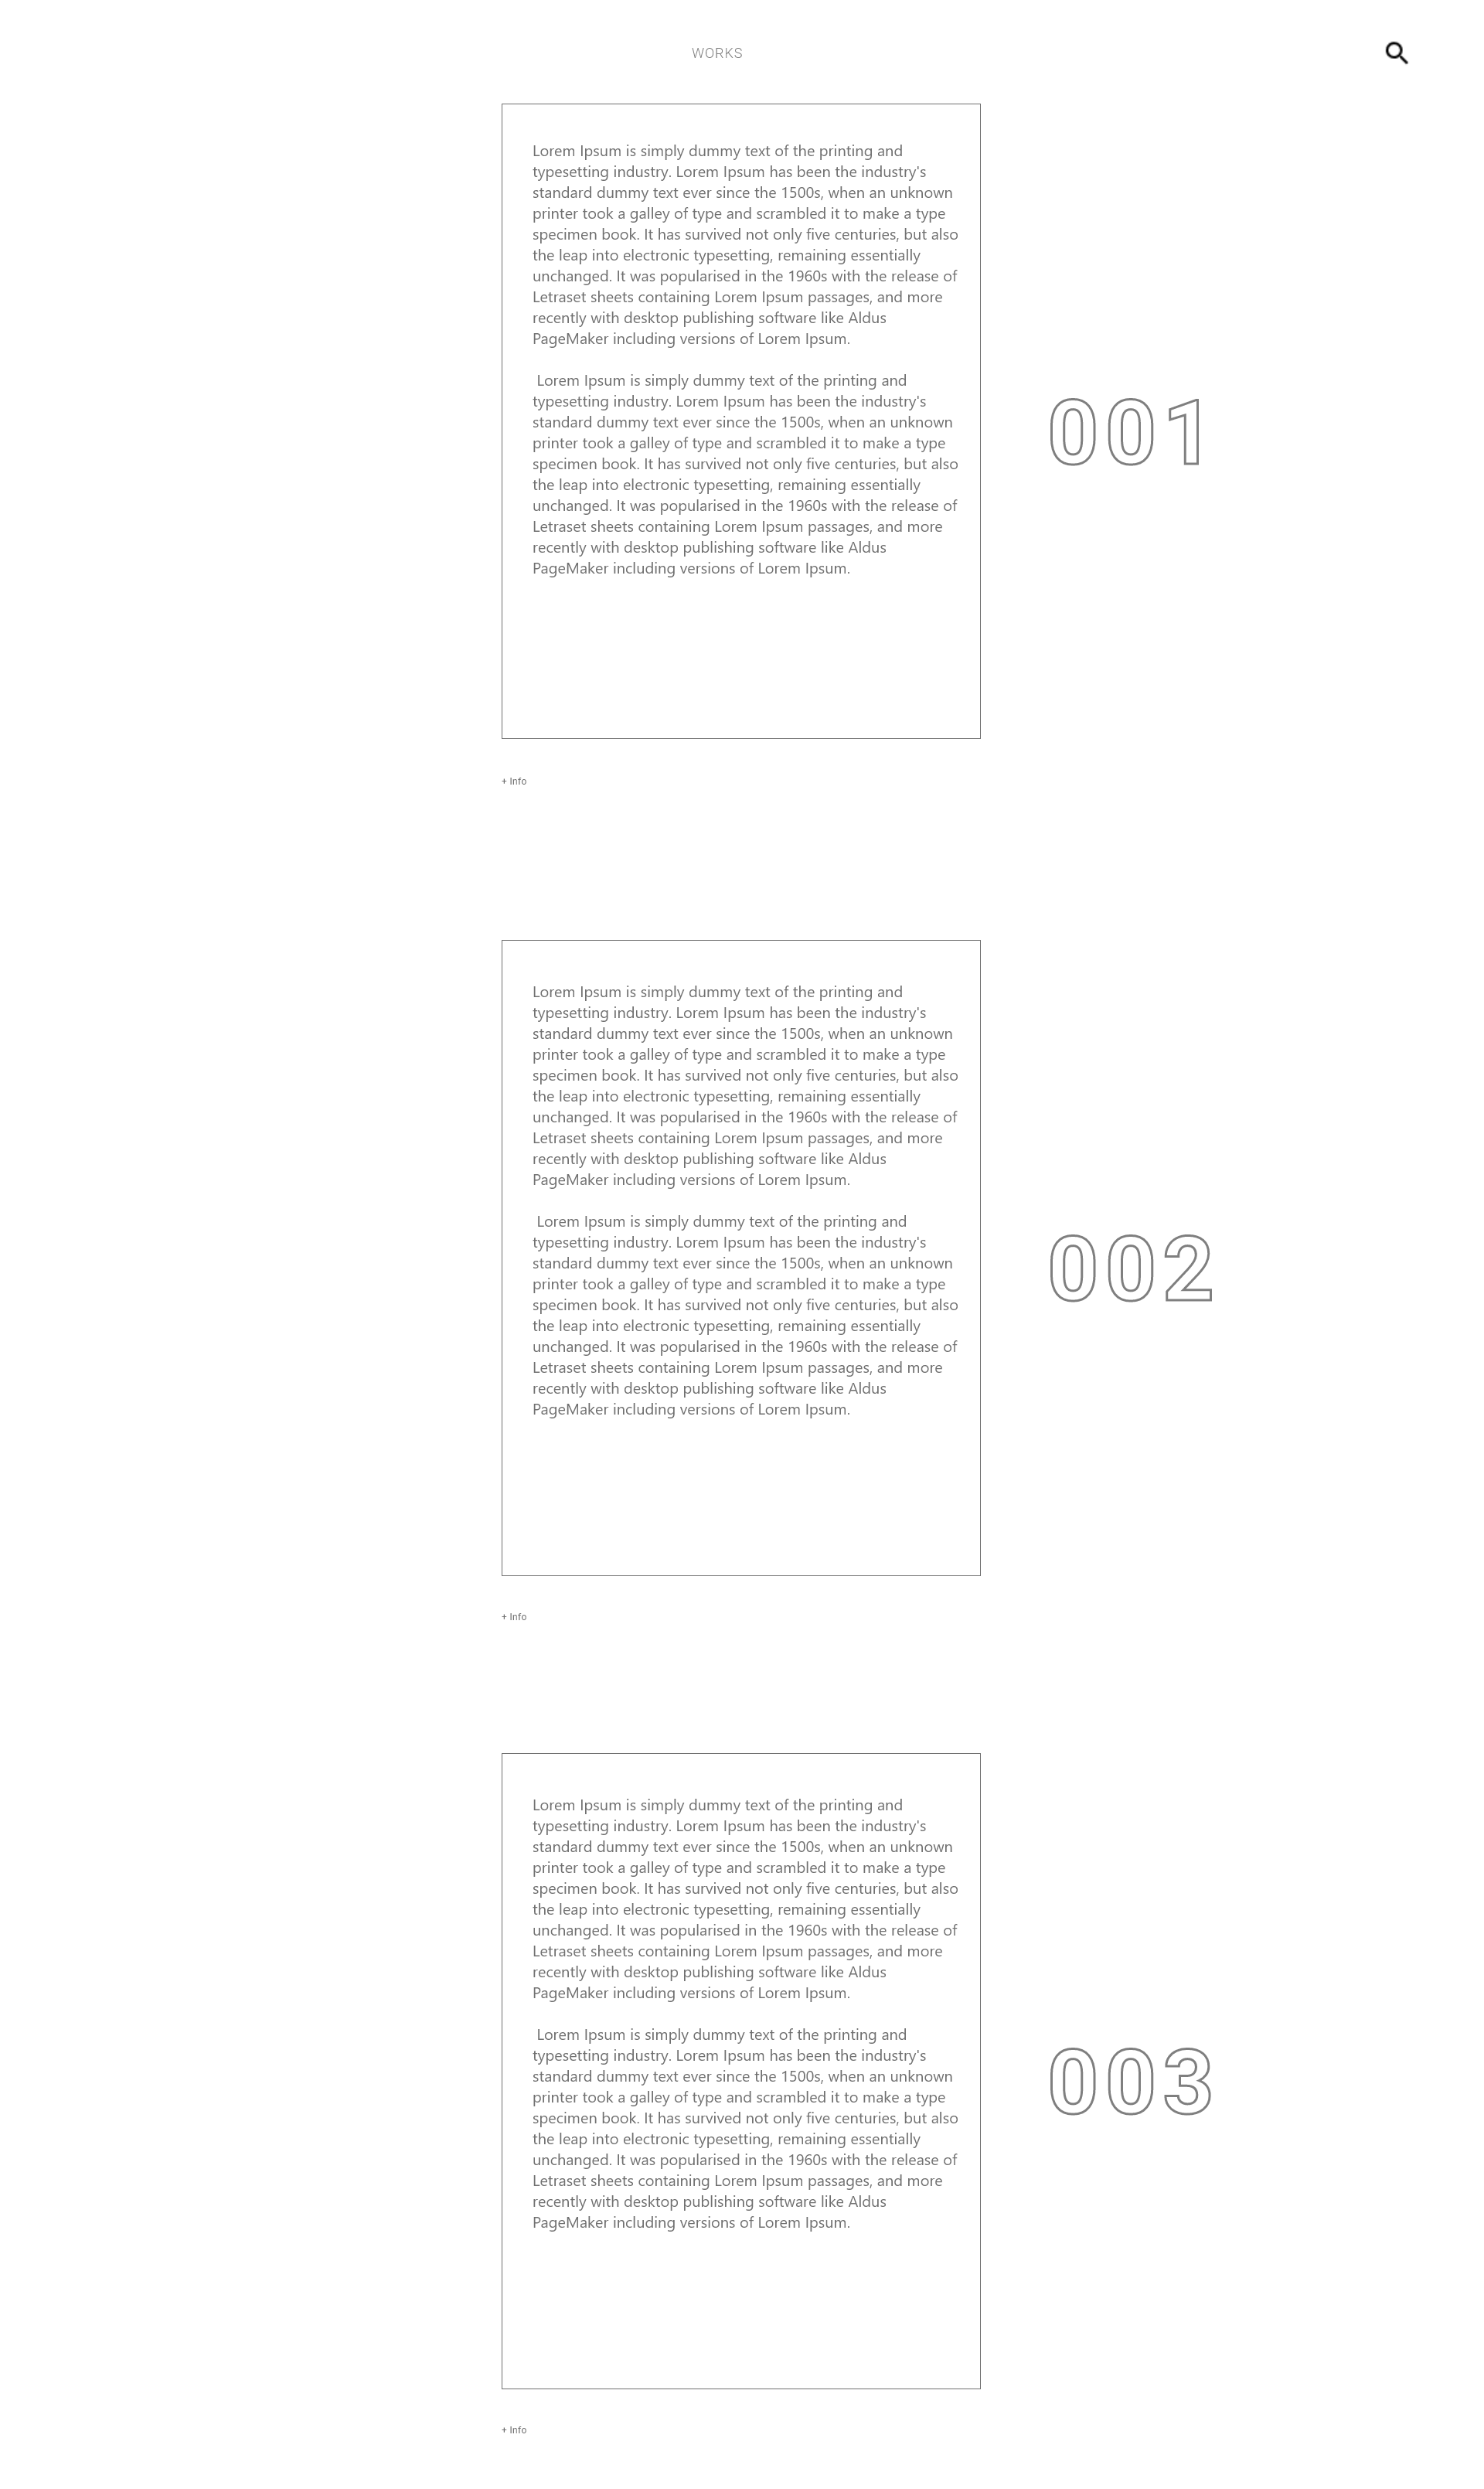 WORKS
Lorem Ipsum is simply dummy text of the printing and
typesetting industry. Lorem Ipsum has been the industry's
standard dummy text ever since the 1500s, when an unknown
printer took a galley of type and scrambled it to make a type
specimen book. It has survived not only five centuries, but also
the leap into electronic typesetting, remaining essentially
unchanged. It was popularised in the 1960s with the release of
Letraset sheets containing Lorem Ipsum passages, and more
recently with desktop publishing software like Aldus
PageMaker including versions of Lorem Ipsum.
Lorem Ipsum is simply dummy text of the printing and
typesetting industry. Lorem Ipsum has been the industry's
standard dummy text ever since the 1500s, when an unknown
printer took a galley of type and scrambled it to make a type
specimen book. It has survived not only five centuries, but also
the leap into electronic typesetting, remaining essentially
unchanged. It was popularised in the 1960s with the release of
Letraset sheets containing Lorem Ipsum passages, and more
recently with desktop publishing software like Aldus
PageMaker including versions of Lorem Ipsum.
001
+ Info
Lorem Ipsum is simply dummy text of the printing and
typesetting industry. Lorem Ipsum has been the industry's
standard dummy text ever since the 1500s, when an unknown
printer took a galley of type and scrambled it to make a type
specimen book. It has survived not only five centuries, but also
the leap into electronic typesetting, remaining essentially
unchanged. It was popularised in the 1960s with the release of
Letraset sheets containing Lorem Ipsum passages, and more
recently with desktop publishing software like Aldus
PageMaker including versions of Lorem Ipsum.
Lorem Ipsum is simply dummy text of the printing and
typesetting industry. Lorem Ipsum has been the industry's
standard dummy text ever since the 1500s, when an unknown
printer took a galley of type and scrambled it to make a type
specimen book. It has survived not only five centuries, but also
the leap into electronic typesetting, remaining essentially
unchanged. It was popularised in the 1960s with the release of
Letraset sheets containing Lorem Ipsum passages, and more
recently with desktop publishing software like Aldus
PageMaker including versions of Lorem Ipsum.
002
+ Info
Lorem Ipsum is simply dummy text of the printing and
typesetting industry. Lorem Ipsum has been the industry's
standard dummy text ever since the 1500s, when an unknown
printer took a galley of type and scrambled it to make a type
specimen book. It has survived not only five centuries, but also
the leap into electronic typesetting, remaining essentially
unchanged. It was popularised in the 1960s with the release of
Letraset sheets containing Lorem Ipsum passages, and more
recently with desktop publishing software like Aldus
PageMaker including versions of Lorem Ipsum.
Lorem Ipsum is simply dummy text of the printing and
typesetting industry. Lorem Ipsum has been the industry's
standard dummy text ever since the 1500s, when an unknown
printer took a galley of type and scrambled it to make a type
specimen book. It has survived not only five centuries, but also
the leap into electronic typesetting, remaining essentially
unchanged. It was popularised in the 1960s with the release of
Letraset sheets containing Lorem Ipsum passages, and more
recently with desktop publishing software like Aldus
PageMaker including versions of Lorem Ipsum.
003
+ Info